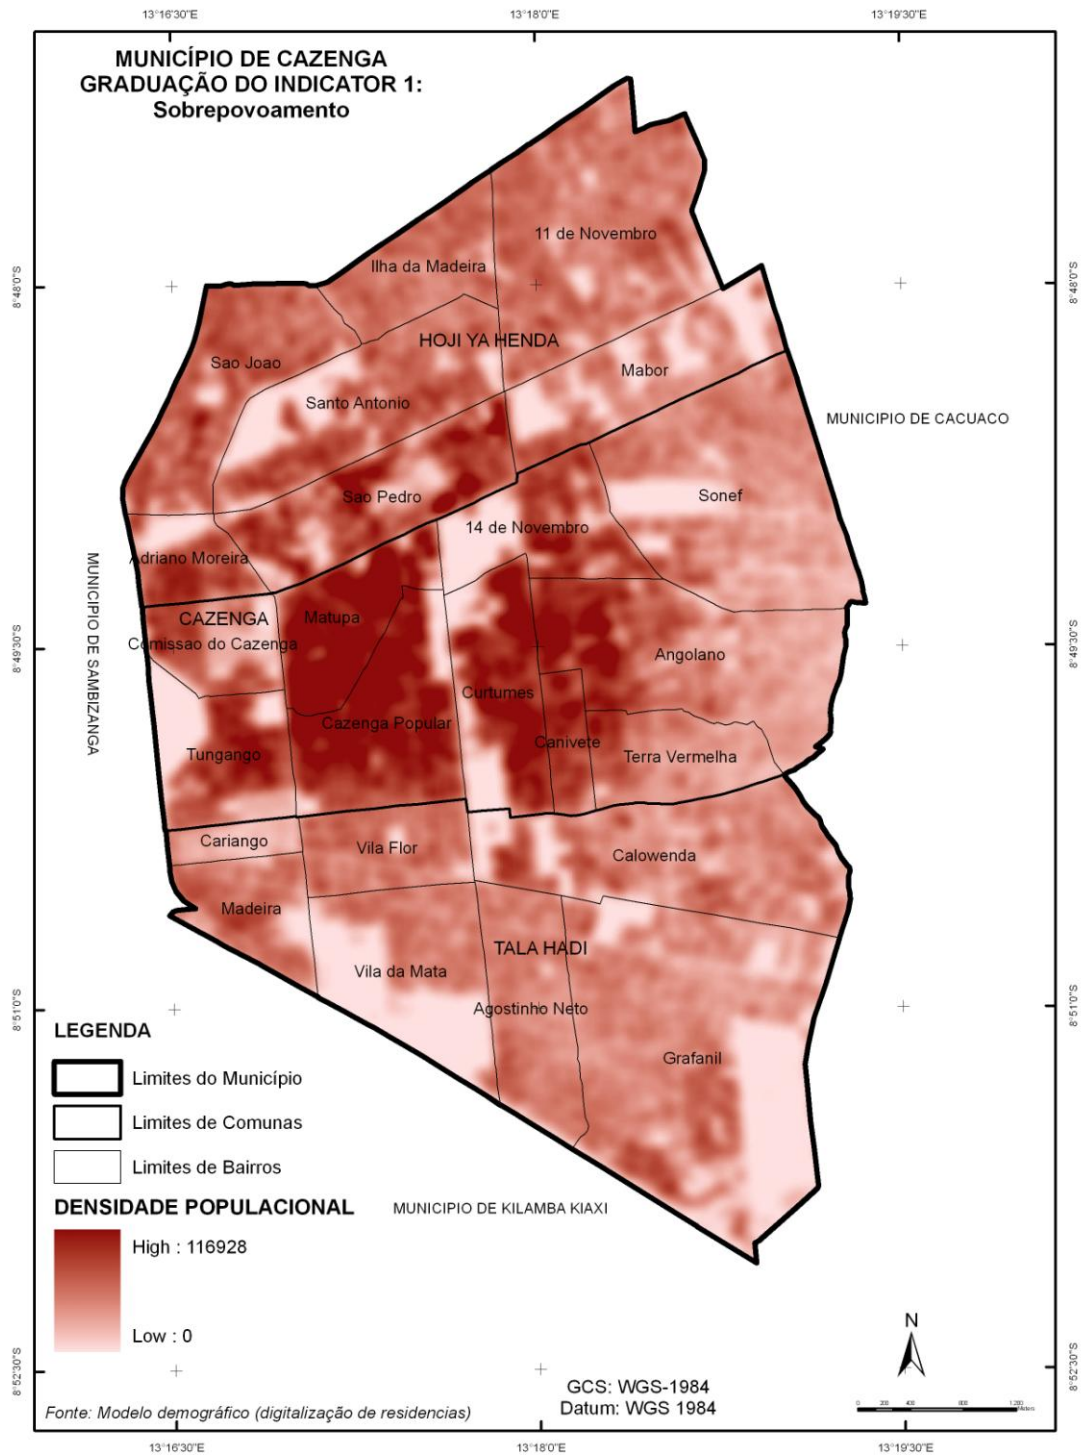 13°16'30"E
13°18'0"E
13°19'30"E
MUNICÍPIO DE CAZENGA
GRADUAÇÃO DO INDICATOR 1:
Sobrepovoamento
11 de Novembro
Ilha da Madeira
8°48'0"S
8°48'0"S
HOJI YA HENDA
Sao Joao
Mabor
Santo Antonio
MUNICIPIO DE CACUACO
Sao Pedro
Sonef
14 de Novembro
Adriano Moreira
MUNICIPIO DE SAMBIZANGA
CAZENGA
Matupa
Comissao do Cazenga
8°49'30"S
8°49'30"S
Angolano
Curtumes
Cazenga Popular
Canivete
Tungango
Terra Vermelha
Cariango
Vila Flor
Calowenda
Madeira
TALA HADI
Vila da Mata
Agostinho Neto
8°51'0"S
8°51'0"S
LEGENDA
Grafanil
Limites do Município
Limites de Comunas
Limites de Bairros
DENSIDADE POPULACIONAL
MUNICIPIO DE KILAMBA KIAXI
High : 116928
Low : 0
N
8°52'30"S
8°52'30"S
GCS: WGS-1984
Datum: WGS 1984
0 200 400 800 1.200
Meters
Fonte: Modelo demográfico (digitalização de residencias)
13°16'30"E
13°18'0"E
13°19'30"E